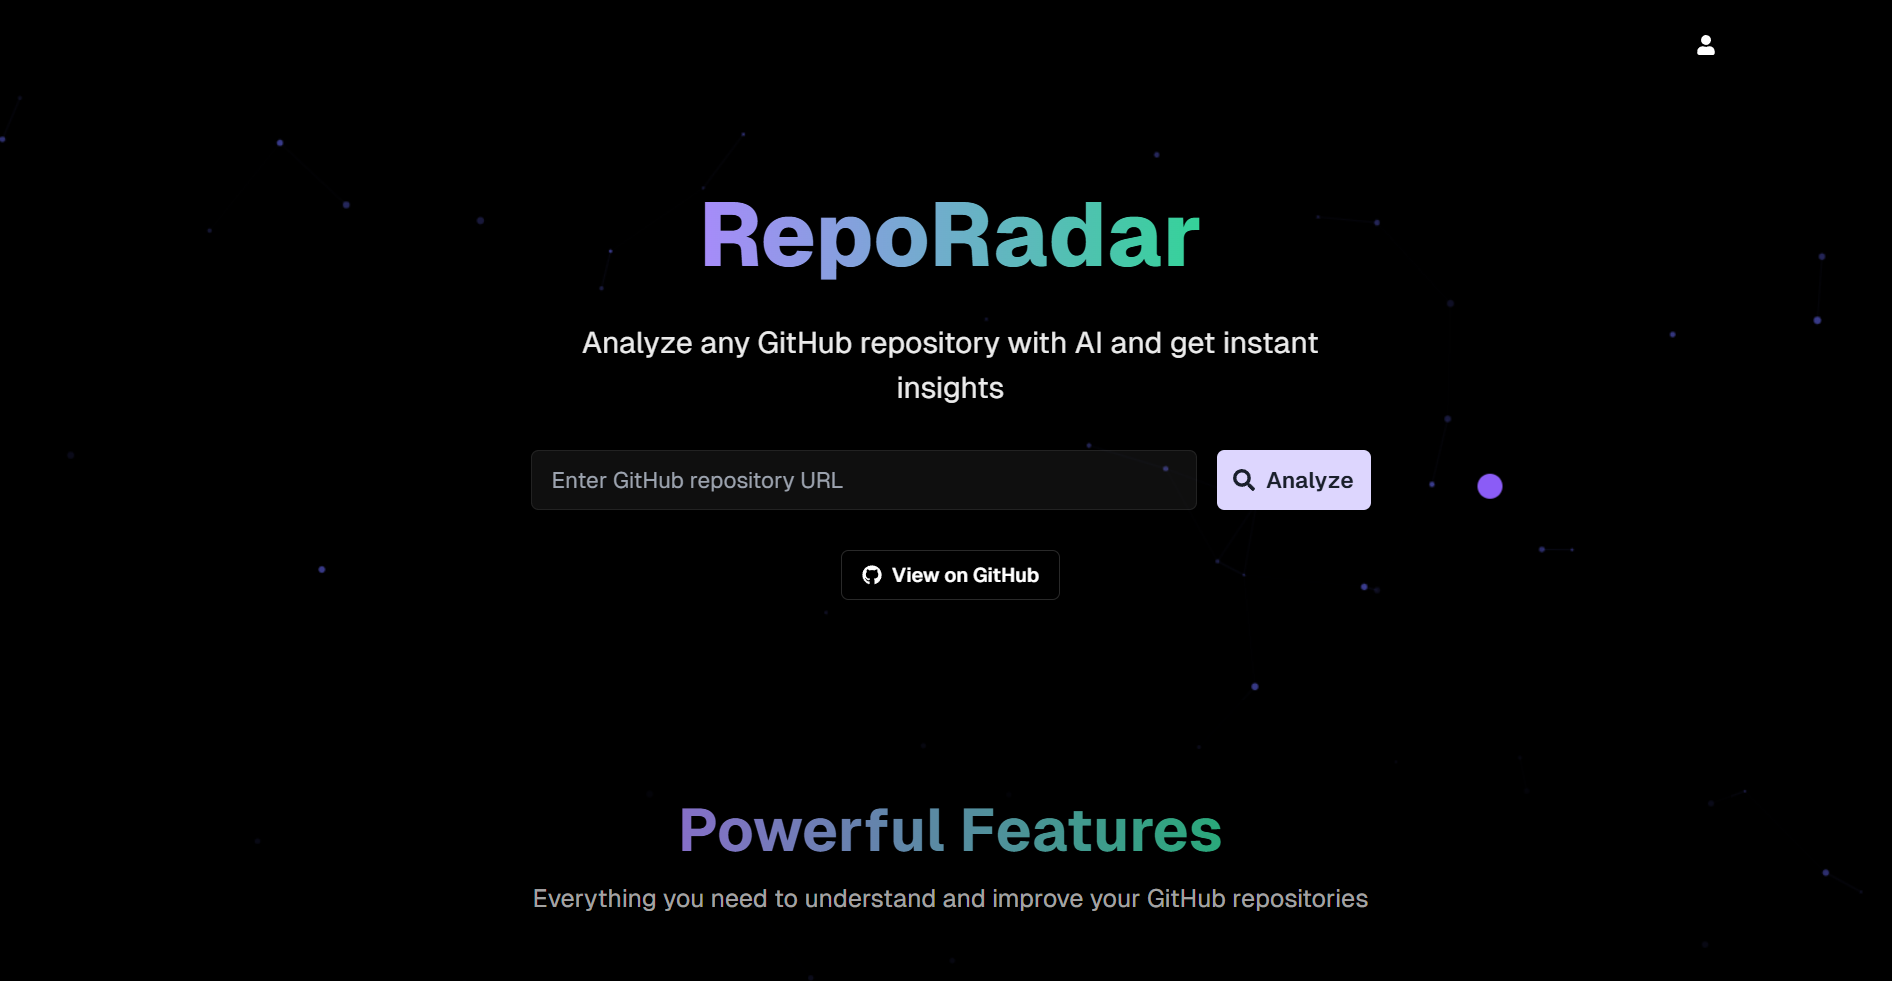 RepoRadar
Analyze any GitHub repository with AI and get instant
insights
Enter GitHub repository URL
Analyze
View on GitHub
Powerful Features
Everything you need to understand and improve your GitHub repositories